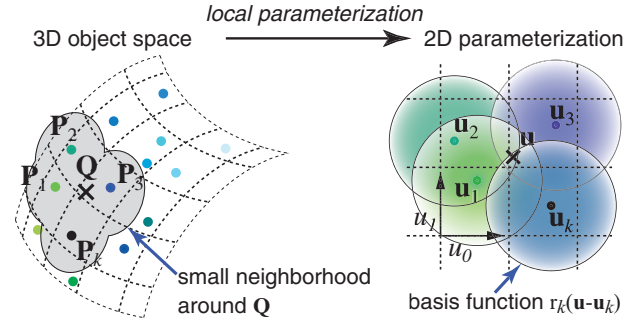 local parameterization
3D object space
2D parameterization
P2
Q
P1
P3
Pk
small neighborhood
around Q
u2
u3
u
u1
uk
u1
u0
basis function rk(u-uk)